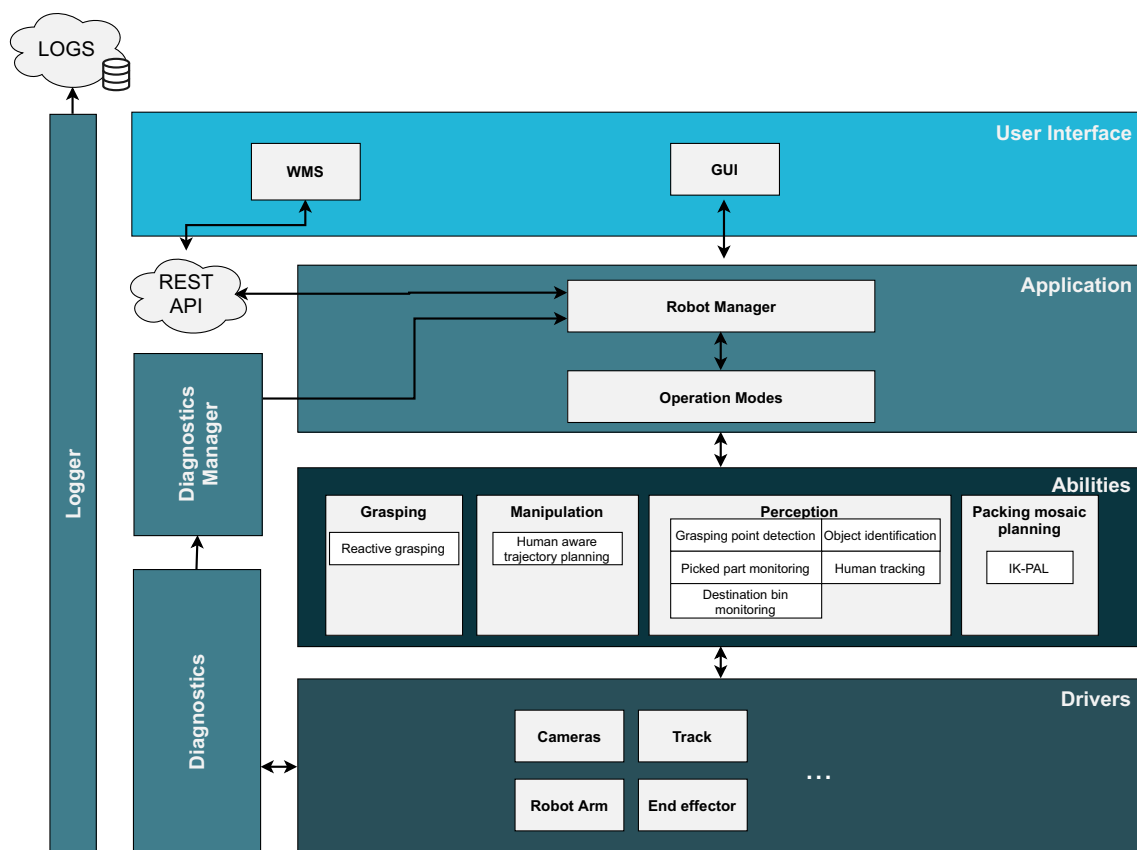 LOGS
User Interface
WMS
GUI
REST
API
Application
Robot Manager
Operation Modes
Diagnostics
Manager
Logger
Abilities
Grasping
Reactive grasping
Manipulation
Human aware
trajectory planning
Perception
Grasping point detection
Object identification
Picked part monitoring
Human tracking
Destination bin
monitoring
Packing mosaic
planning
IK-PAL
Diagnostics
Drivers
Cameras
Track
Robot Arm
End effector
...